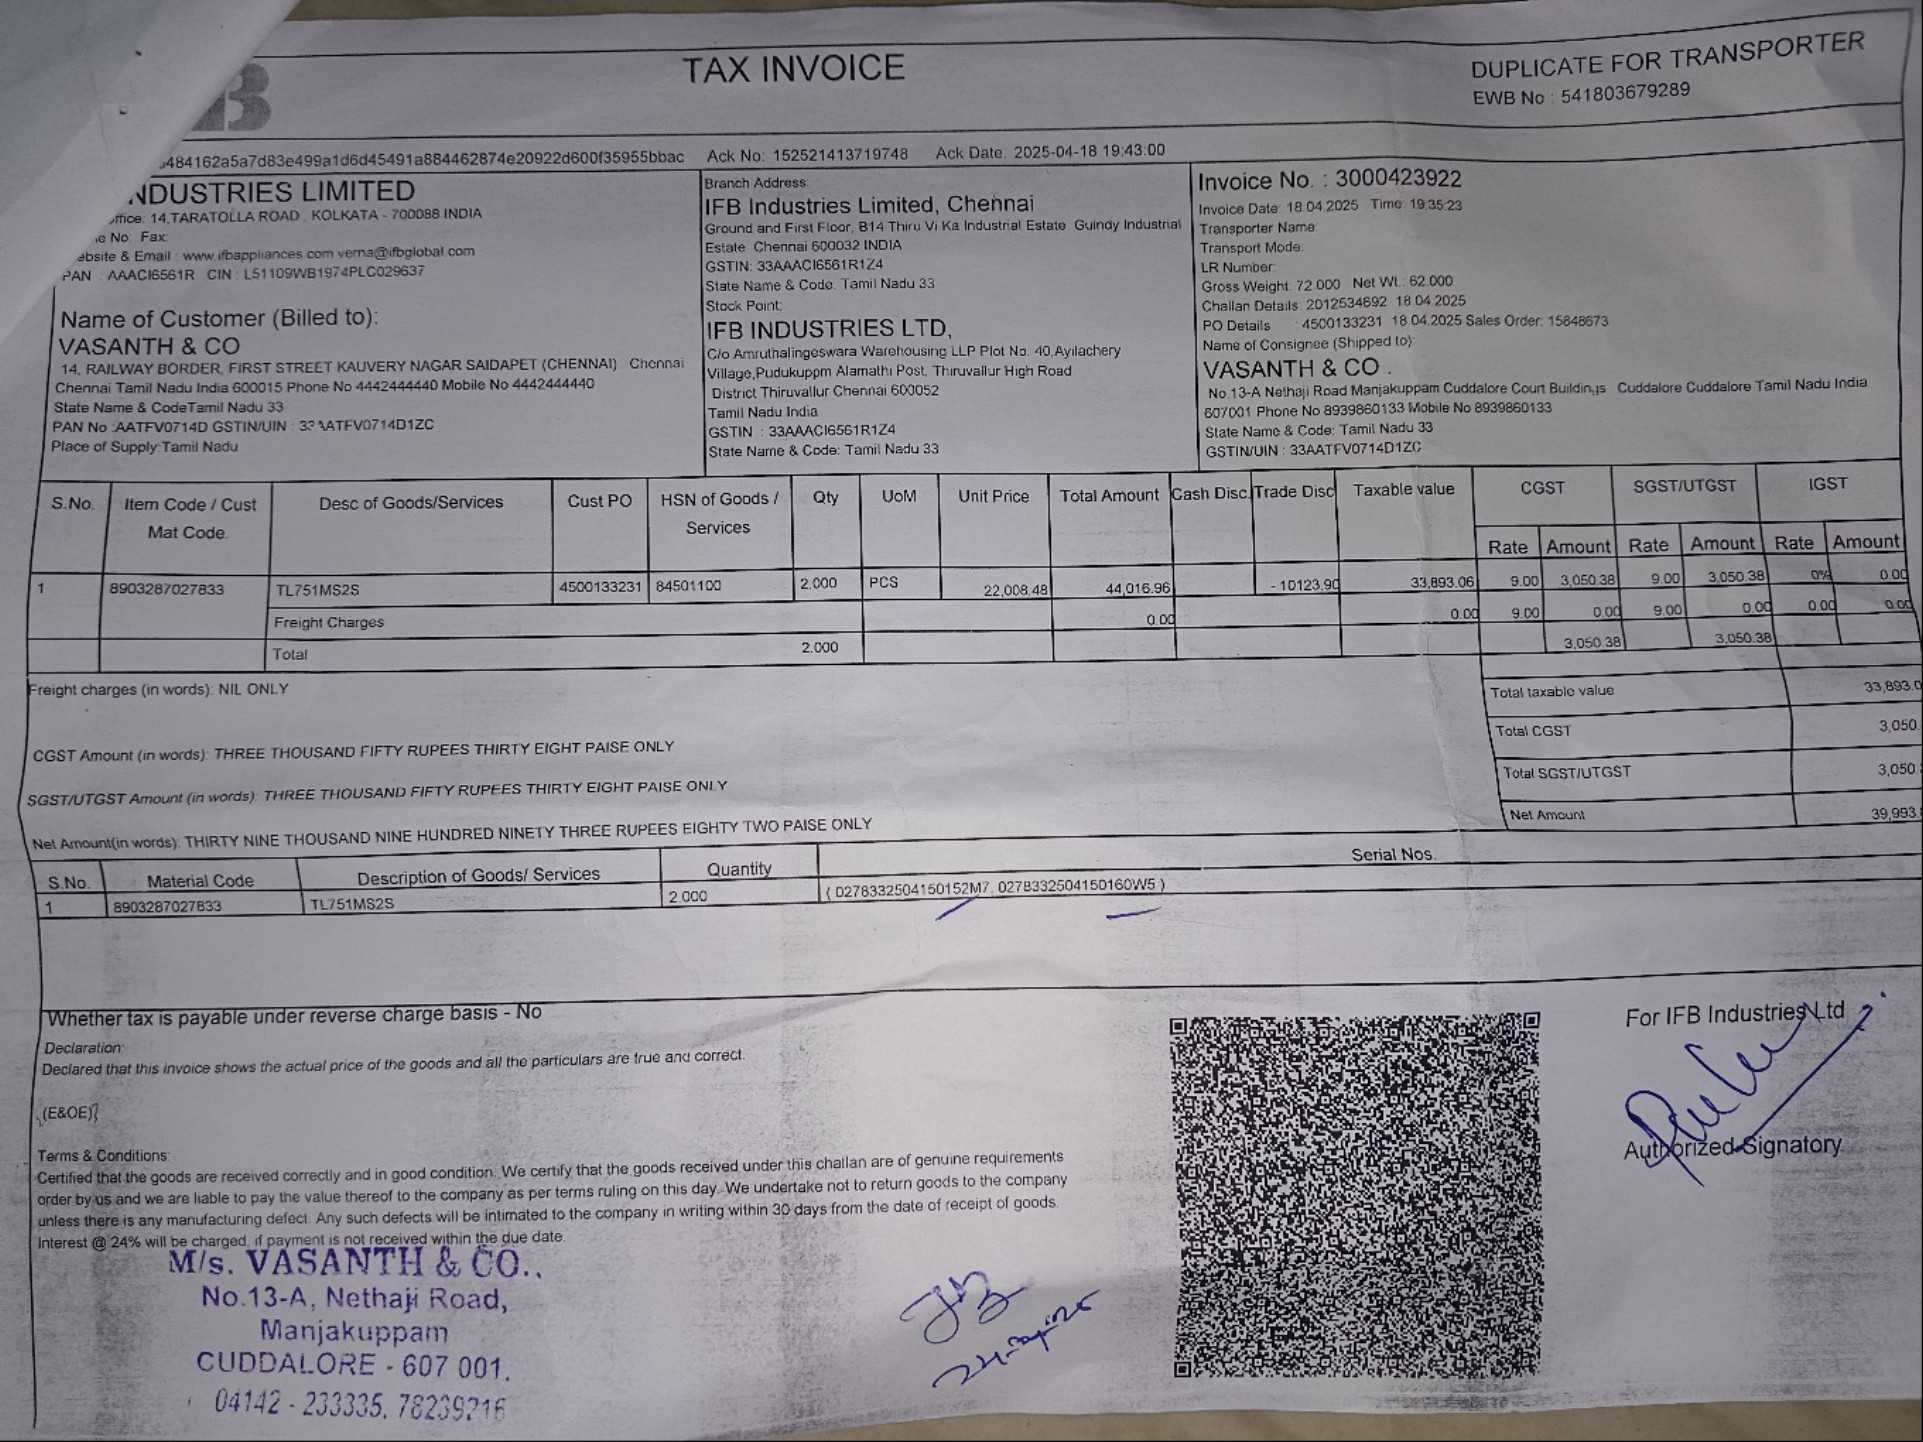 TAX INVOICE
DUPLICATE FOR TRANSPORTER
EWB No : 541803679289
484162a5a7d83e499a1d6d45491a884462874e20922d600f35955bbac Ack No: 152521413719748 Ack Date: 2025-04-18 19:43:00
NDUSTRIES LIMITED
ffice: 14,TARATOLLA ROAD , KOLKATA - 700088 INDIA
No: Fax:
ebsite & Email : www.ifbappliances.com verna@ifbglobal.com
PAN : AAACI6561R CIN : L51109WB1974PLC029637
Name of Customer (Billed to):
VASANTH & CO
14, RAILWAY BORDER, FIRST STREET KAUVERY NAGAR SAIDAPET (CHENNAI) Chennai
Chennai Tamil Nadu India 600015 Phone No 4442444440 Mobile No 4442444440
State Name & CodeTamil Nadu 33
PAN No :AATFV0714D GSTIN/UIN : 33AATFV0714D1ZC
Place of Supply:Tamil Nadu
Branch Address:
IFB Industries Limited, Chennai
Ground and First Floor, B14 Thiru Vi Ka Industrial Estate Guindy Industrial
Estate Chennai 600032 INDIA
GSTIN: 33AAACI6561R1Z4
State Name & Code: Tamil Nadu 33
Stock Point:
IFB INDUSTRIES LTD,
C/o Amruthalingeswara Warehousing LLP Plot No. 40,Ayilachery
Village,Pudukuppm Alamathi Post, Thiruvallur High Road
District Thiruvallur Chennai 600052
Tamil Nadu India
GSTIN : 33AAACI6561R1Z4
State Name & Code: Tamil Nadu 33
Invoice No. : 3000423922
Invoice Date: 18.04.2025 Time: 19:35:23
Transporter Name:
Transport Mode:
LR Number:
Gross Weight: 72.000 Net Wt.: 62.000
Challan Details: 2012534692 18.04.2025
PO Details 4500133231 18.04.2025 Sales Order: 15848673
Name of Consignee (Shipped to):
VASANTH & CO .
No.13-A Nethaji Road Manjakuppam Cuddalore Court Buildings Cuddalore Cuddalore Tamil Nadu India
607001 Phone No 8939860133 Mobile No 8939860133
State Name & Code: Tamil Nadu 33
GSTIN/UIN : 33AATFV0714D1ZC
S.No. Item Code / Cust Mat Code. Desc of Goods/Services Cust PO HSN of Goods / Services Qty UoM Unit Price Total Amount Cash Disc. Trade Disc Taxable value CGST SGST/UTGST IGST
Rate Amount Rate Amount Rate Amount
1 8903287027833 TL751MS2S 4500133231 84501100 2.000 PCS 22,008.48 44,016.96 - 10123.90 33,893.06 9.00 3,050.38 9.00 3,050.38 0% 0.00
Freight Charges 0.00 0.00 9.00 0.00 9.00 0.00 0.00 0.00
Total 2.000 3,050.38 3,050.38
Freight charges (in words): NIL ONLY
Total taxable value 33,893.0
CGST Amount (in words): THREE THOUSAND FIFTY RUPEES THIRTY EIGHT PAISE ONLY
Total CGST 3,050.
SGST/UTGST Amount (in words): THREE THOUSAND FIFTY RUPEES THIRTY EIGHT PAISE ONLY
Total SGST/UTGST 3,050
Net Amount(in words): THIRTY NINE THOUSAND NINE HUNDRED NINETY THREE RUPEES EIGHTY TWO PAISE ONLY
Net Amount 39,993.
S.No. Material Code Description of Goods/ Services Quantity Serial Nos.
1 8903287027833 TL751MS2S 2.000 ( 0278332504150152M7, 0278332504150160W5 )
Whether tax is payable under reverse charge basis - No
Declaration:
Declared that this invoice shows the actual price of the goods and all the particulars are true and correct.
(E&OE)
For IFB Industries Ltd
Authorized Signatory
Terms & Conditions:
Certified that the goods are received correctly and in good condition. We certify that the goods received under this challan are of genuine requirements
order by us and we are liable to pay the value thereof to the company as per terms ruling on this day. We undertake not to return goods to the company
unless there is any manufacturing defect. Any such defects will be intimated to the company in writing within 30 days from the date of receipt of goods.
Interest @ 24% will be charged, if payment is not received within the due date.
M/s. VASANTH & CO.,
No.13-A, Nethaji Road,
Manjakuppam
CUDDALORE - 607 001.
04142 - 233335, 78239216